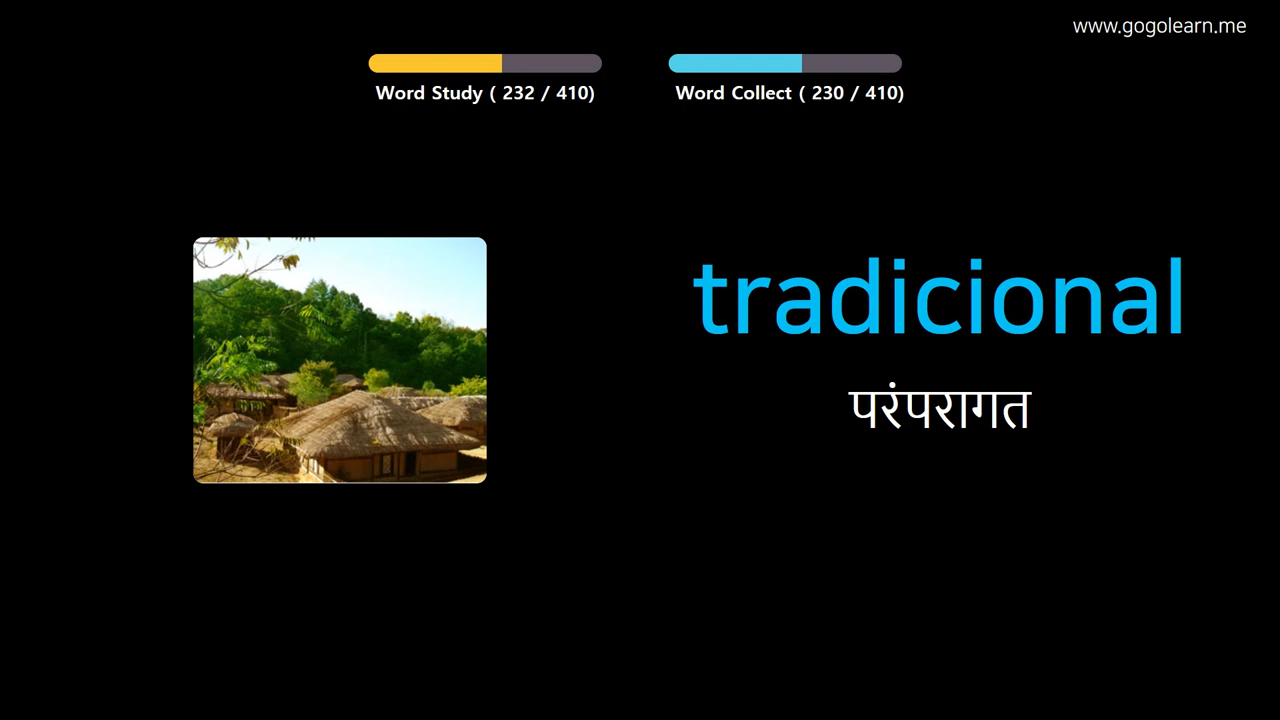 www.gogolearn.me
Word Study ( 232 / 410)
Word Collect ( 230 / 410)
tradicional
परंपरागत